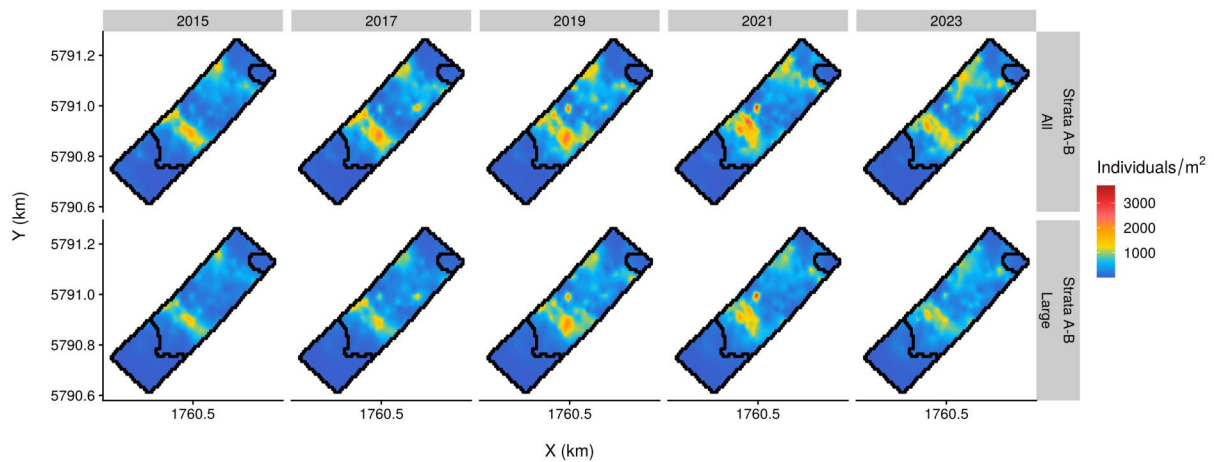 2015 2017 2019 2021 2023
5791.2
5791.0
5790.8
5790.6
Strata A-B
All
5791.2
5791.0
5790.8
5790.6
Strata A-B
Large
Y (km)
1760.5 1760.5 1760.5 1760.5 1760.5
X (km)
Individuals/m²
3000
2000
1000